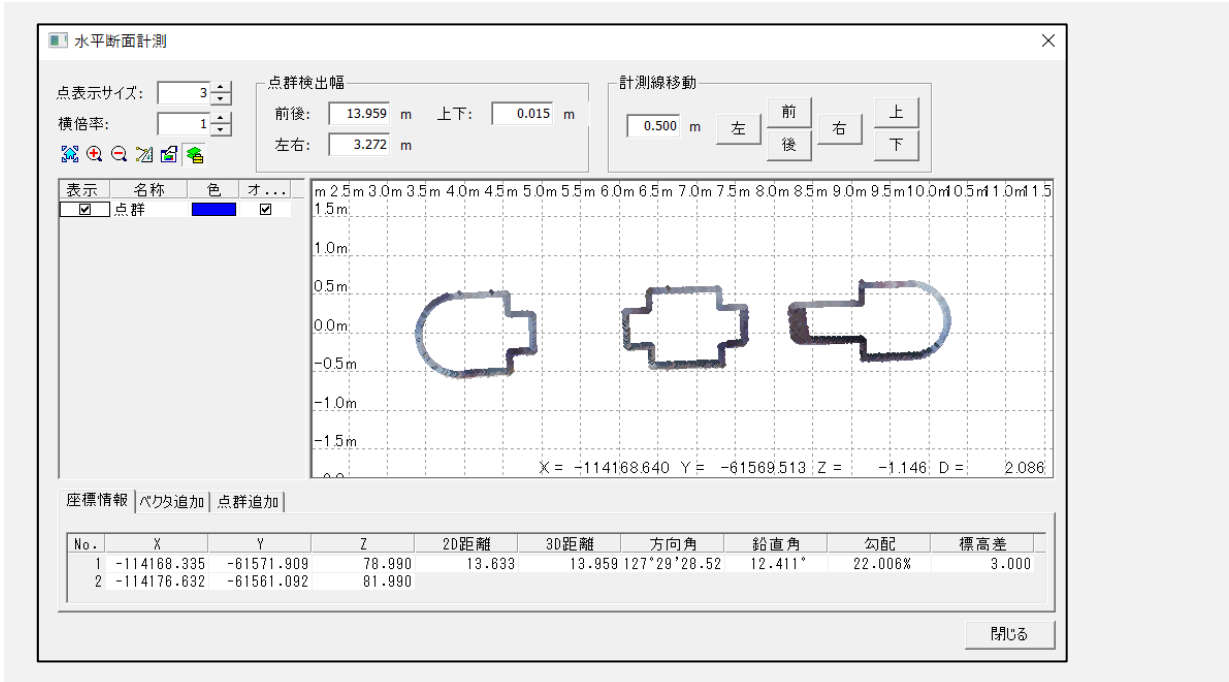 水平断面計測
点表示サイズ: 3
横倍率: 1
点群検出幅
前後: 13.959 m 上下: 0.015 m
左右: 3.272 m
計測線移動
0.500 m 左 前 後 右 上 下
表示 名称 色 オ...
点群
m 2.5m 3.0m 3.5m 4.0m 4.5m 5.0m 5.5m 6.0m 6.5m 7.0m 7.5m 8.0m 8.5m 9.0m 9.5m 10.0m 10.5m 11.0m 11.5
1.5m
1.0m
0.5m
0.0m
-0.5m
-1.0m
-1.5m
X = -114168.640 Y = -61569.513 Z = -1.146 D = 2.086
座標情報 ベクタ追加 点群追加
No. X Y Z 2D距離 3D距離 方向角 鉛直角 勾配 標高差
1 -114168.335 -61571.909 78.990 13.633 13.959 127°29'28.52 12.411° 22.006% 3.000
2 -114176.632 -61561.092 81.990
閉じる